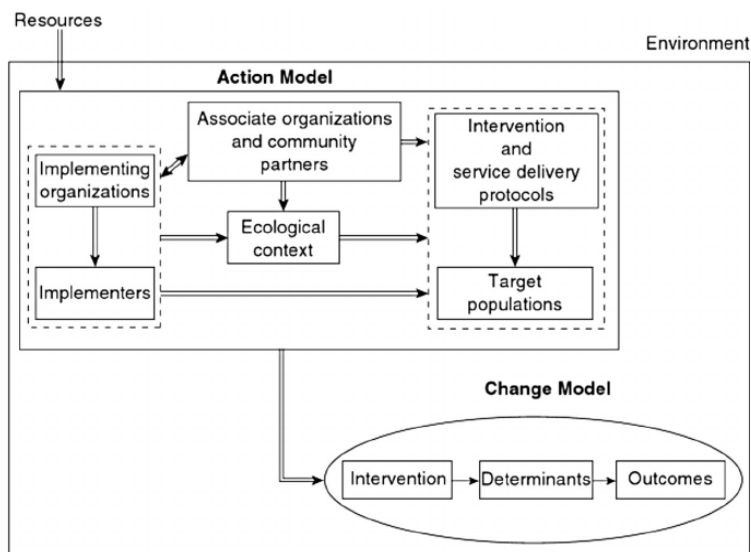 Resources
Environment
Action Model
Associate organizations
and community
partners
Intervention
and
service delivery
protocols
Implementing
organizations
Ecological
context
Implementers
Target
populations
Change Model
Intervention
Determinants
Outcomes